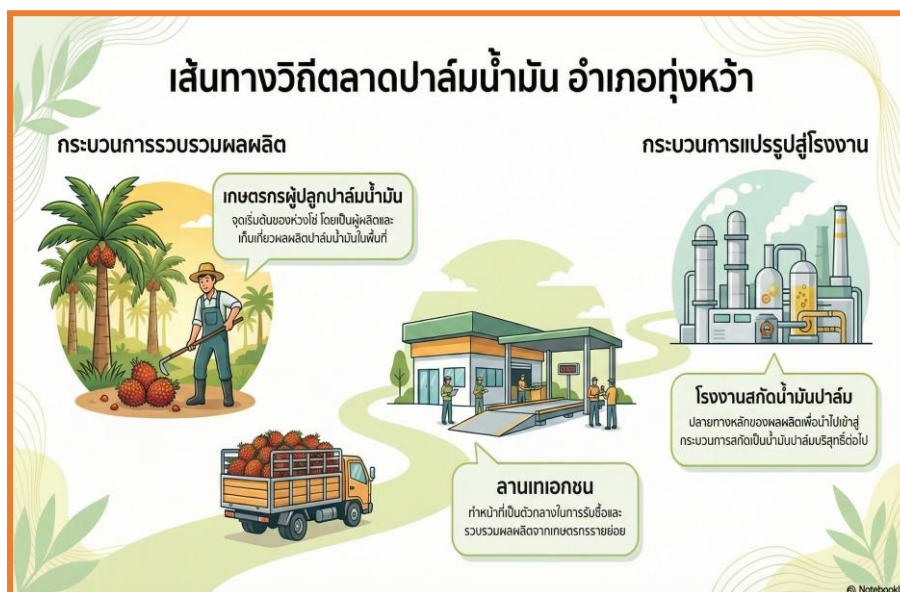 เส้นทางวิถีตลาดปาล์มน้ำมัน อำเภอทุ่งหว้า
กระบวนการรวบรวมผลผลิต
เกษตรกรผู้ปลูกปาล์มน้ำมัน
จุดเริ่มต้นของห่วงโซ่ โดยเป็นผู้ผลิตและ
เก็บเกี่ยวผลผลิตปาล์มน้ำมันในพื้นที่
ลานเทเอกชน
ทำหน้าที่เป็นตัวกลางในการรับซื้อและ
รวบรวมผลผลิตจากเกษตรกรรายย่อย
กระบวนการแปรรูปสู่โรงงาน
โรงงานสกัดน้ำมันปาล์ม
ปลายทางหลักของผลผลิตเพื่อนำไปเข้าสู่
กระบวนการสกัดเป็นน้ำมันปาล์มบริสุทธิ์ต่อไป